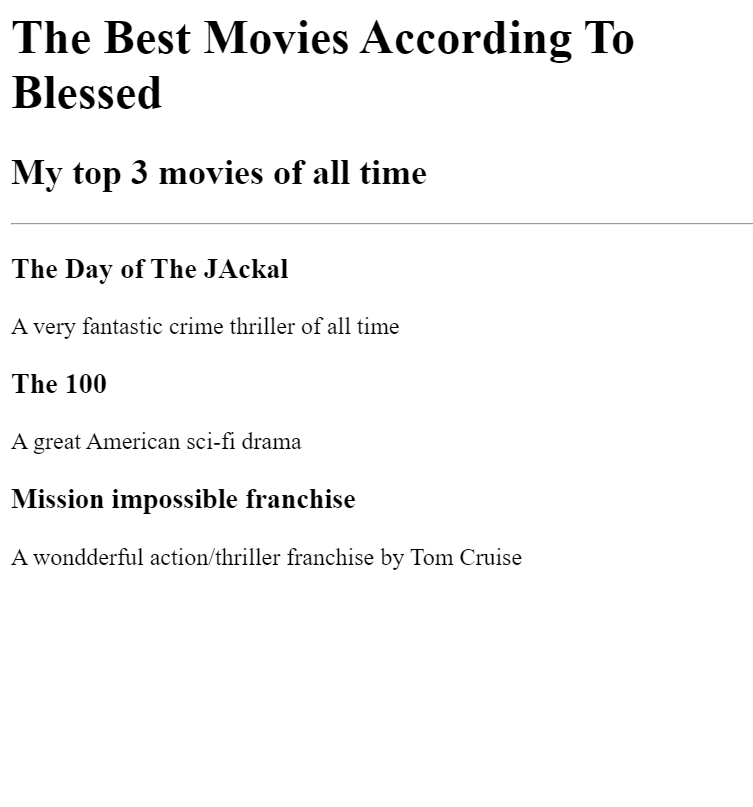 The Best Movies According To
Blessed
My top 3 movies of all time
The Day of The JAckal
A very fantastic crime thriller of all time
The 100
A great American sci-fi drama
Mission impossible franchise
A wondderful action/thriller franchise by Tom Cruise